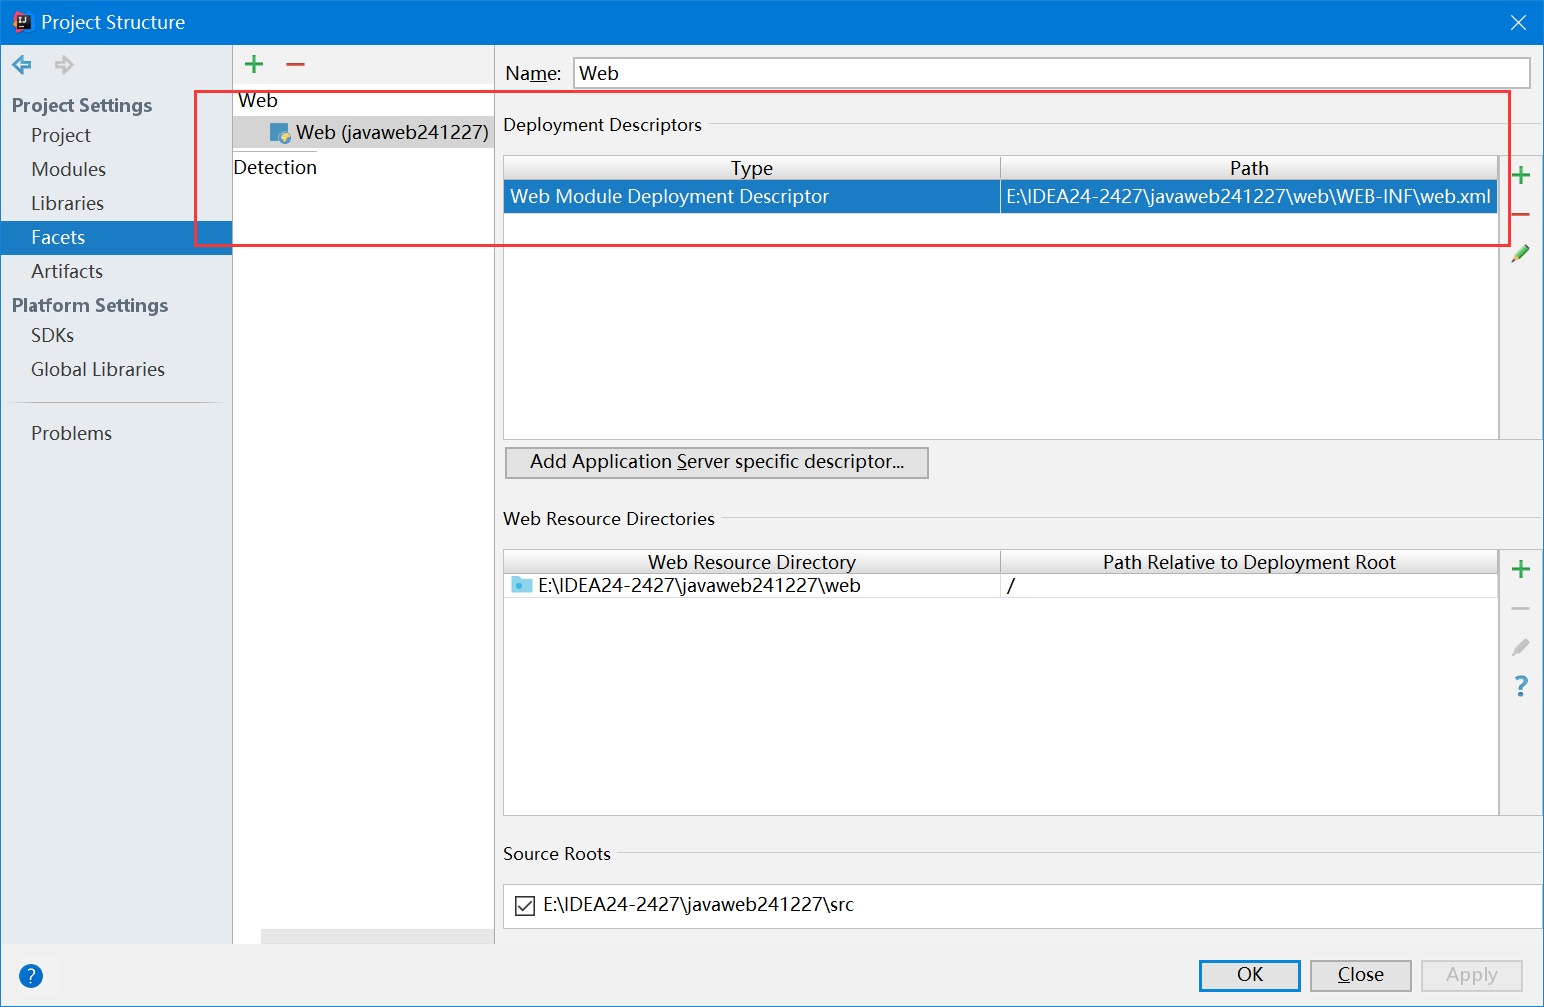 Project Structure
Project Settings
Project
Modules
Libraries
Facets
Artifacts
Platform Settings
SDKs
Global Libraries
Problems
Web
Web (javaweb241227)
Detection
Name: Web
Deployment Descriptors
Type Path
Web Module Deployment Descriptor E:\IDEA24-2427\javaweb241227\web\WEB-INF\web.xml
Add Application Server specific descriptor...
Web Resource Directories
Web Resource Directory Path Relative to Deployment Root
E:\IDEA24-2427\javaweb241227\web /
?
Source Roots
E:\IDEA24-2427\javaweb241227\src
? OK Close Apply